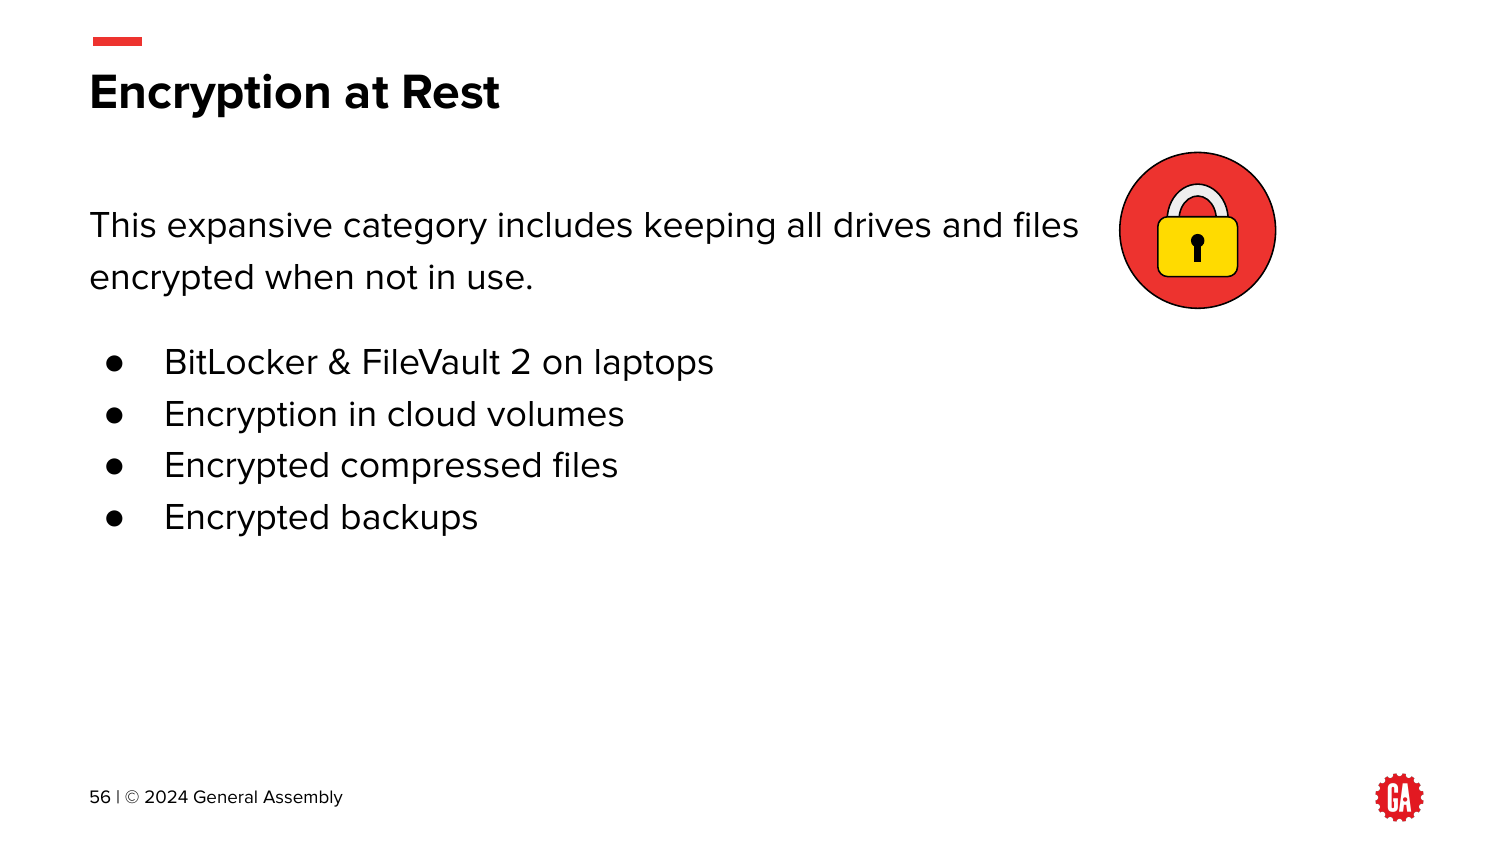 Encryption at Rest
This expansive category includes keeping all drives and files
encrypted when not in use.
● BitLocker & FileVault 2 on laptops
● Encryption in cloud volumes
● Encrypted compressed files
● Encrypted backups
56 | © 2024 General Assembly
GA